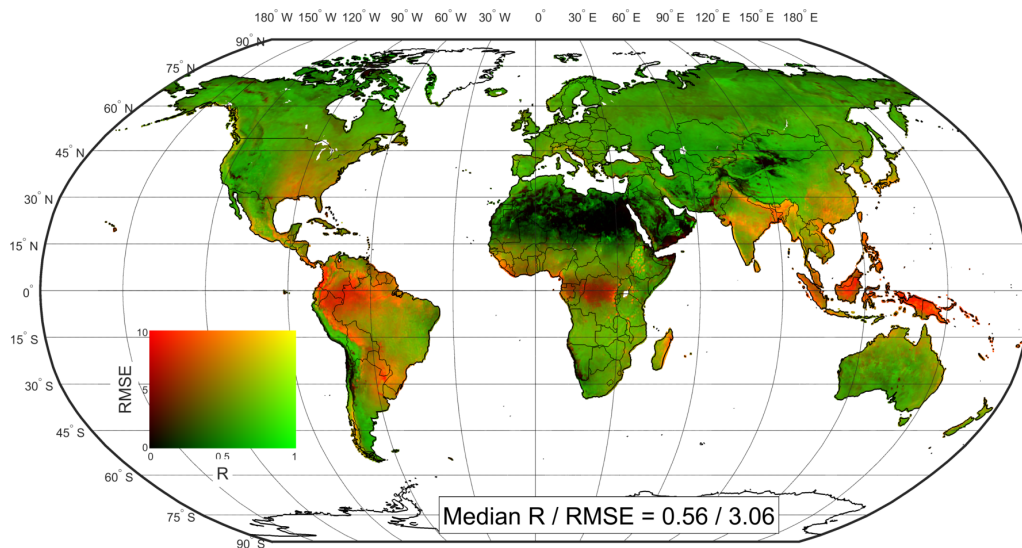 180° W 150° W 120° W 90° W 60° W 30° W 0° 30° E 60° E 90° E 120° E 150° E 180° E
90° N
75° N
60° N
45° N
30° N
15° N
0°
15° S
30° S
45° S
60° S
75° S
90° S
10
5
0
RMSE
0 0.5 1
R
Median R / RMSE = 0.56 / 3.06